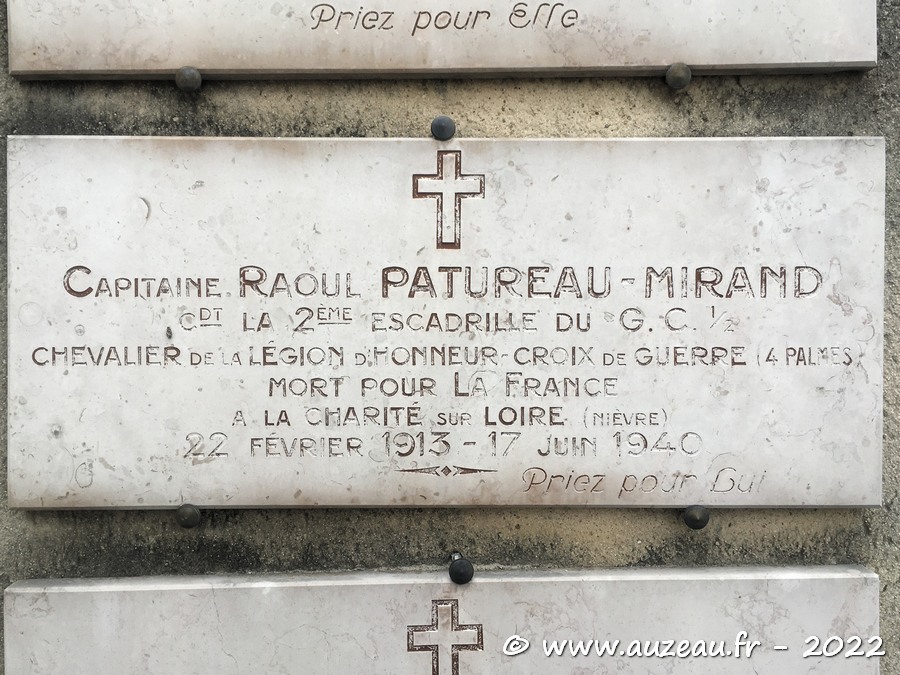 Priez pour Elle
CAPITAINE RAOUL PATUREAU-MIRAND
CDT LA 2ÈME ESCADRILLE DU G.C. 1/2
CHEVALIER DE LA LÉGION D'HONNEUR-CROIX DE GUERRE (4 PALMES)
MORT POUR LA FRANCE
A LA CHARITÉ SUR LOIRE (NIÈVRE)
22 FÉVRIER 1913 - 17 JUIN 1940
Priez pour Lui
© www.auzeau.fr - 2022